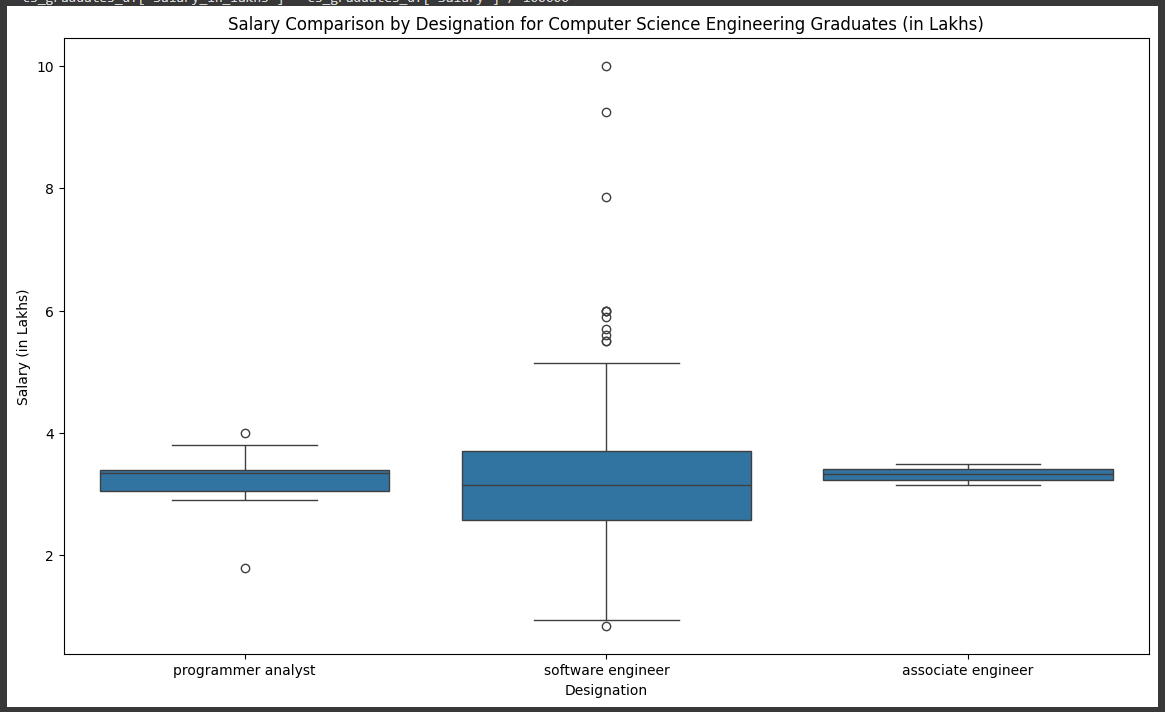 Salary Comparison by Designation for Computer Science Engineering Graduates (in Lakhs)
10
8
6
4
2
Salary (in Lakhs)
programmer analyst
software engineer
associate engineer
Designation